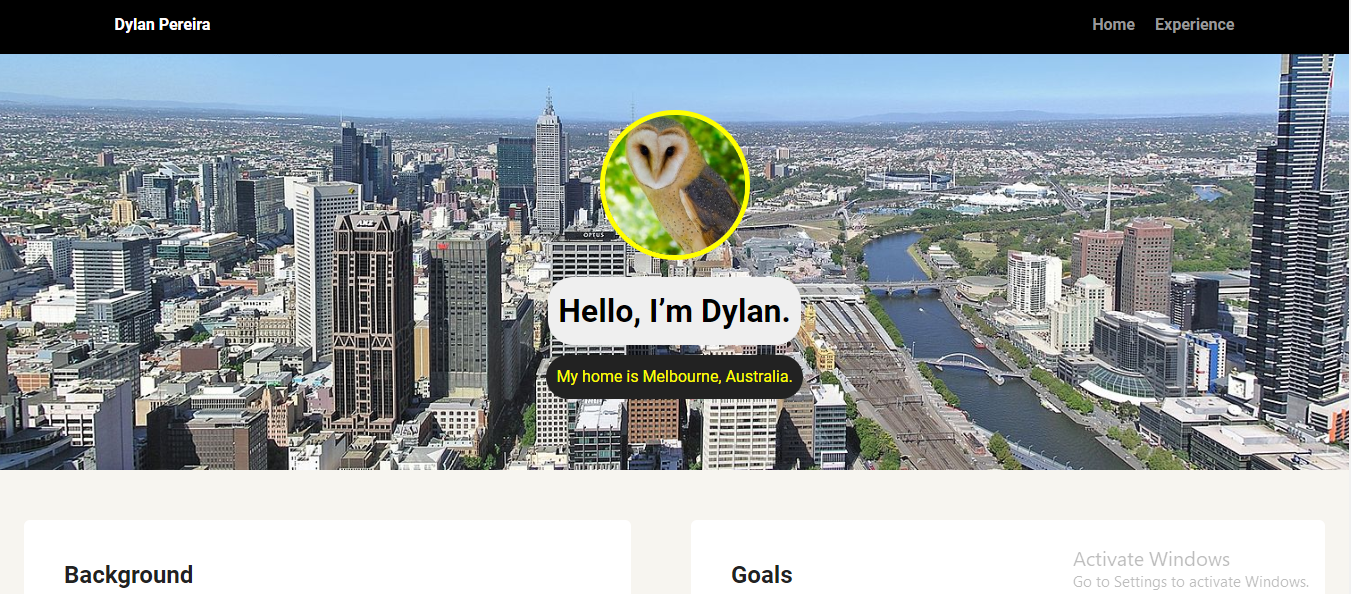 Dylan Pereira
Home Experience
OPTUS
Hello, I’m Dylan.
My home is Melbourne, Australia.
Background
Goals
Activate Windows
Go to Settings to activate Windows.